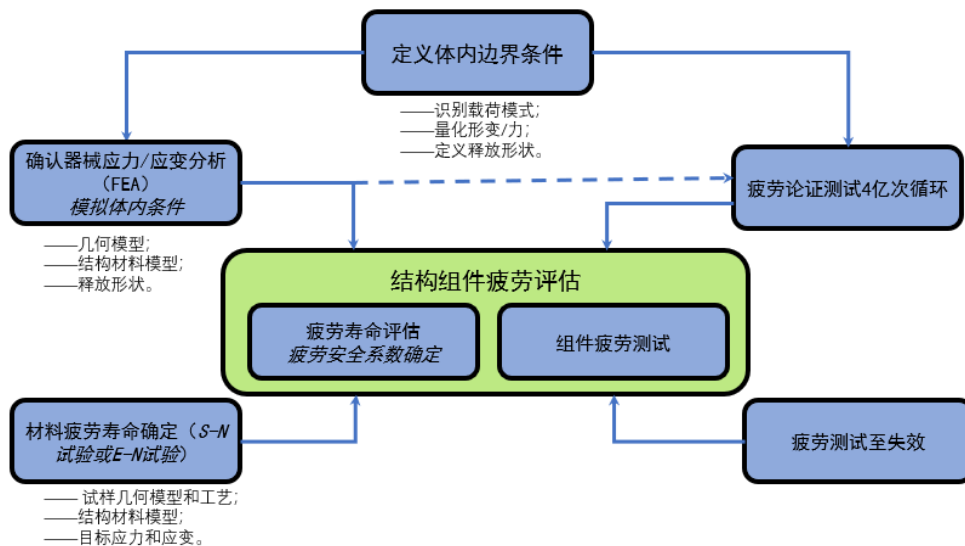 定义体内边界条件
——识别载荷模式；
——量化形变/力；
——定义释放形状。
确认器械应力/应变分析
（FEA）
模拟体内条件
——几何模型；
——结构材料模型；
——释放形状。
疲劳论证测试4亿次循环
结构组件疲劳评估
疲劳寿命评估
疲劳安全系数确定
组件疲劳测试
材料疲劳寿命确定（S-N
试验或E-N试验）
—— 试样几何模型和工艺；
——结构材料模型；
——目标应力和应变。
疲劳测试至失效